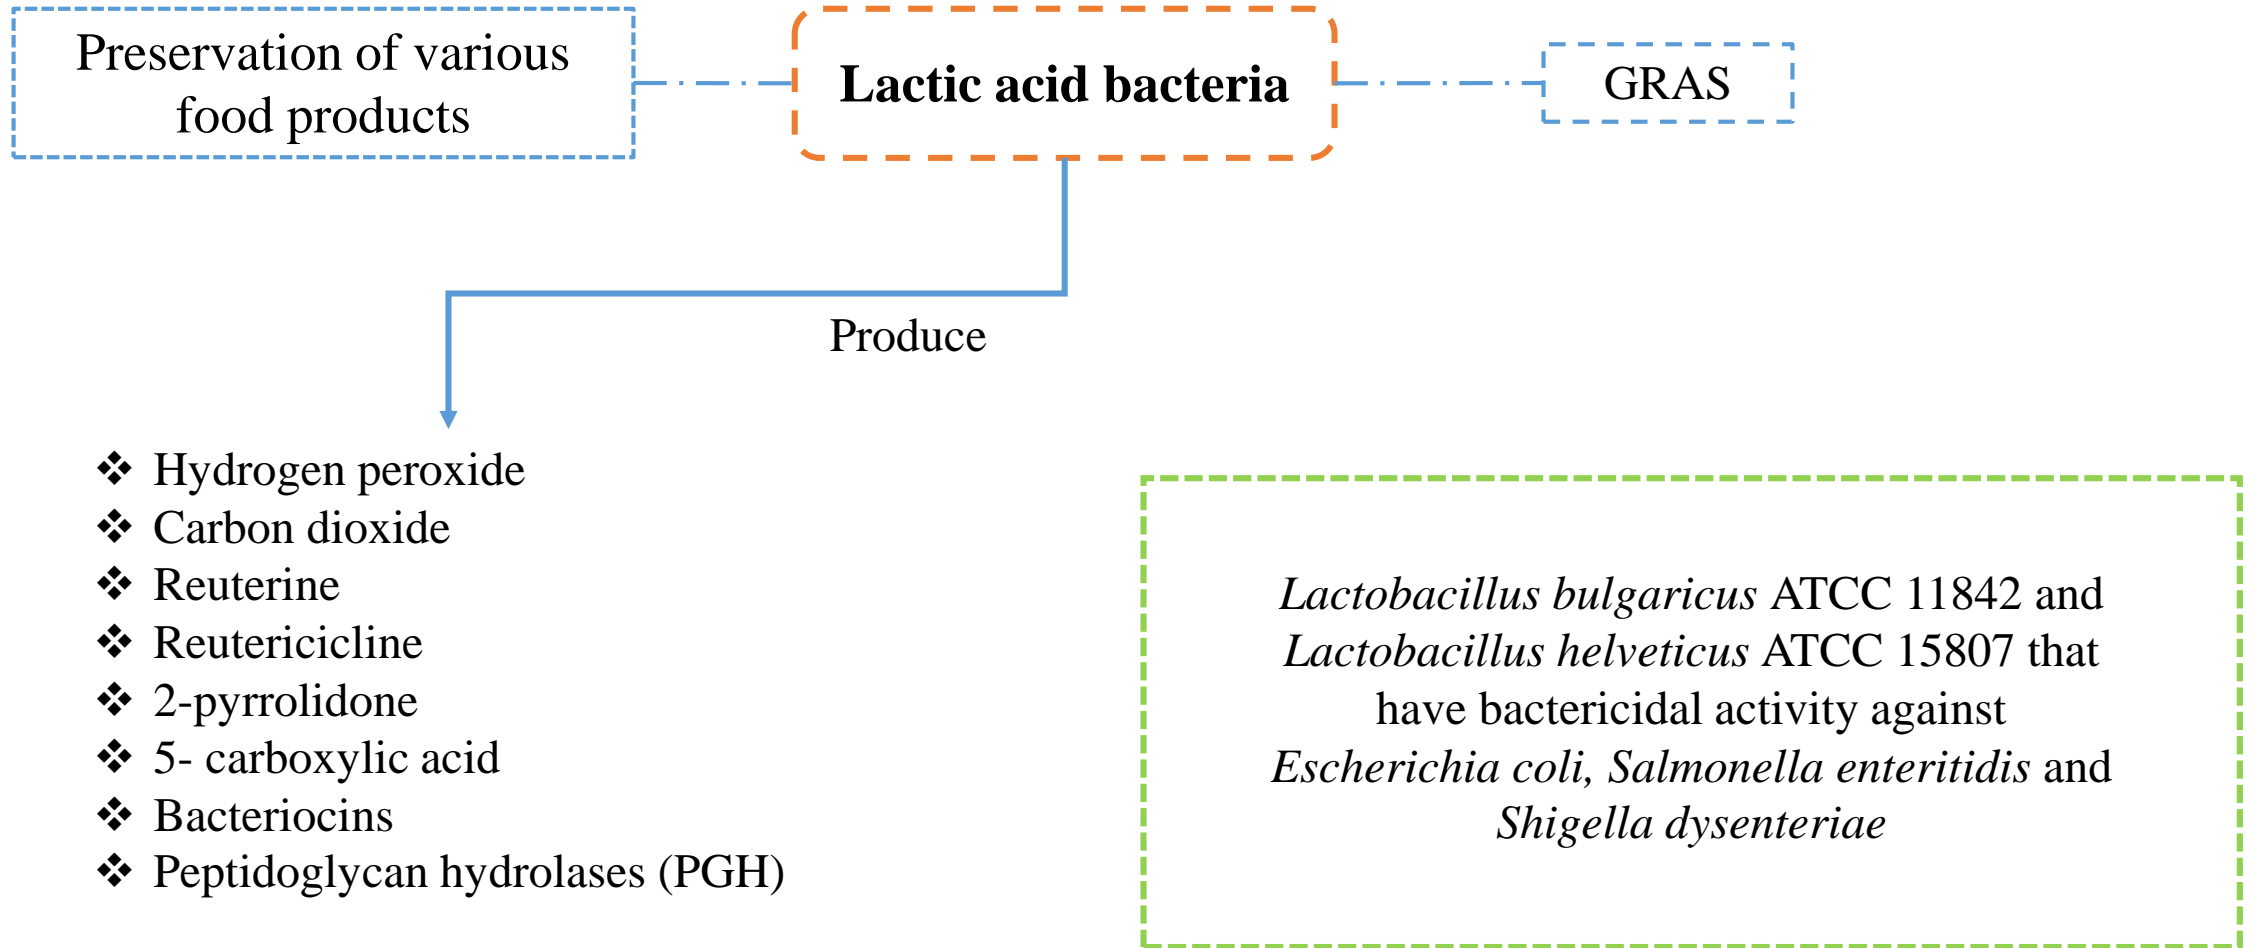 Preservation of various
food products
Lactic acid bacteria
GRAS
Produce
❖ Hydrogen peroxide
❖ Carbon dioxide
❖ Reuterine
❖ Reutericicline
❖ 2-pyrrolidone
❖ 5- carboxylic acid
❖ Bacteriocins
❖ Peptidoglycan hydrolases (PGH)
Lactobacillus bulgaricus ATCC 11842 and
Lactobacillus helveticus ATCC 15807 that
have bactericidal activity against
Escherichia coli, Salmonella enteritidis and
Shigella dysenteriae